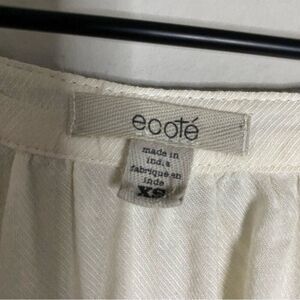 ecoté
made in
india
fabriqué en
inde
XS